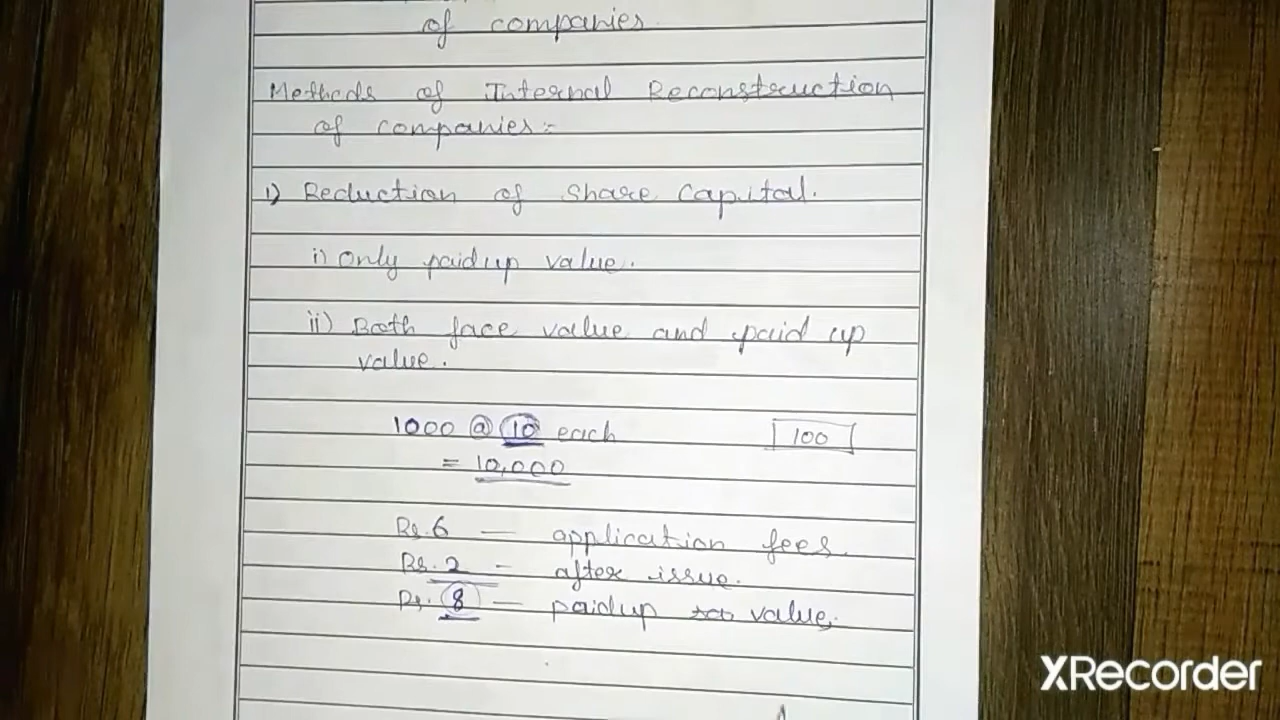 of companies
Methods of Internal Reconstruction
of companies:-
1) Reduction of share capital.
i) only paidup value.
ii) Both face value and paid up
value.
1000 @ 10 each
100
= 10,000
Rs. 6 — application fees.
Rs. 2 — after issue.
Rs. 8 — paidup value.
XRecorder